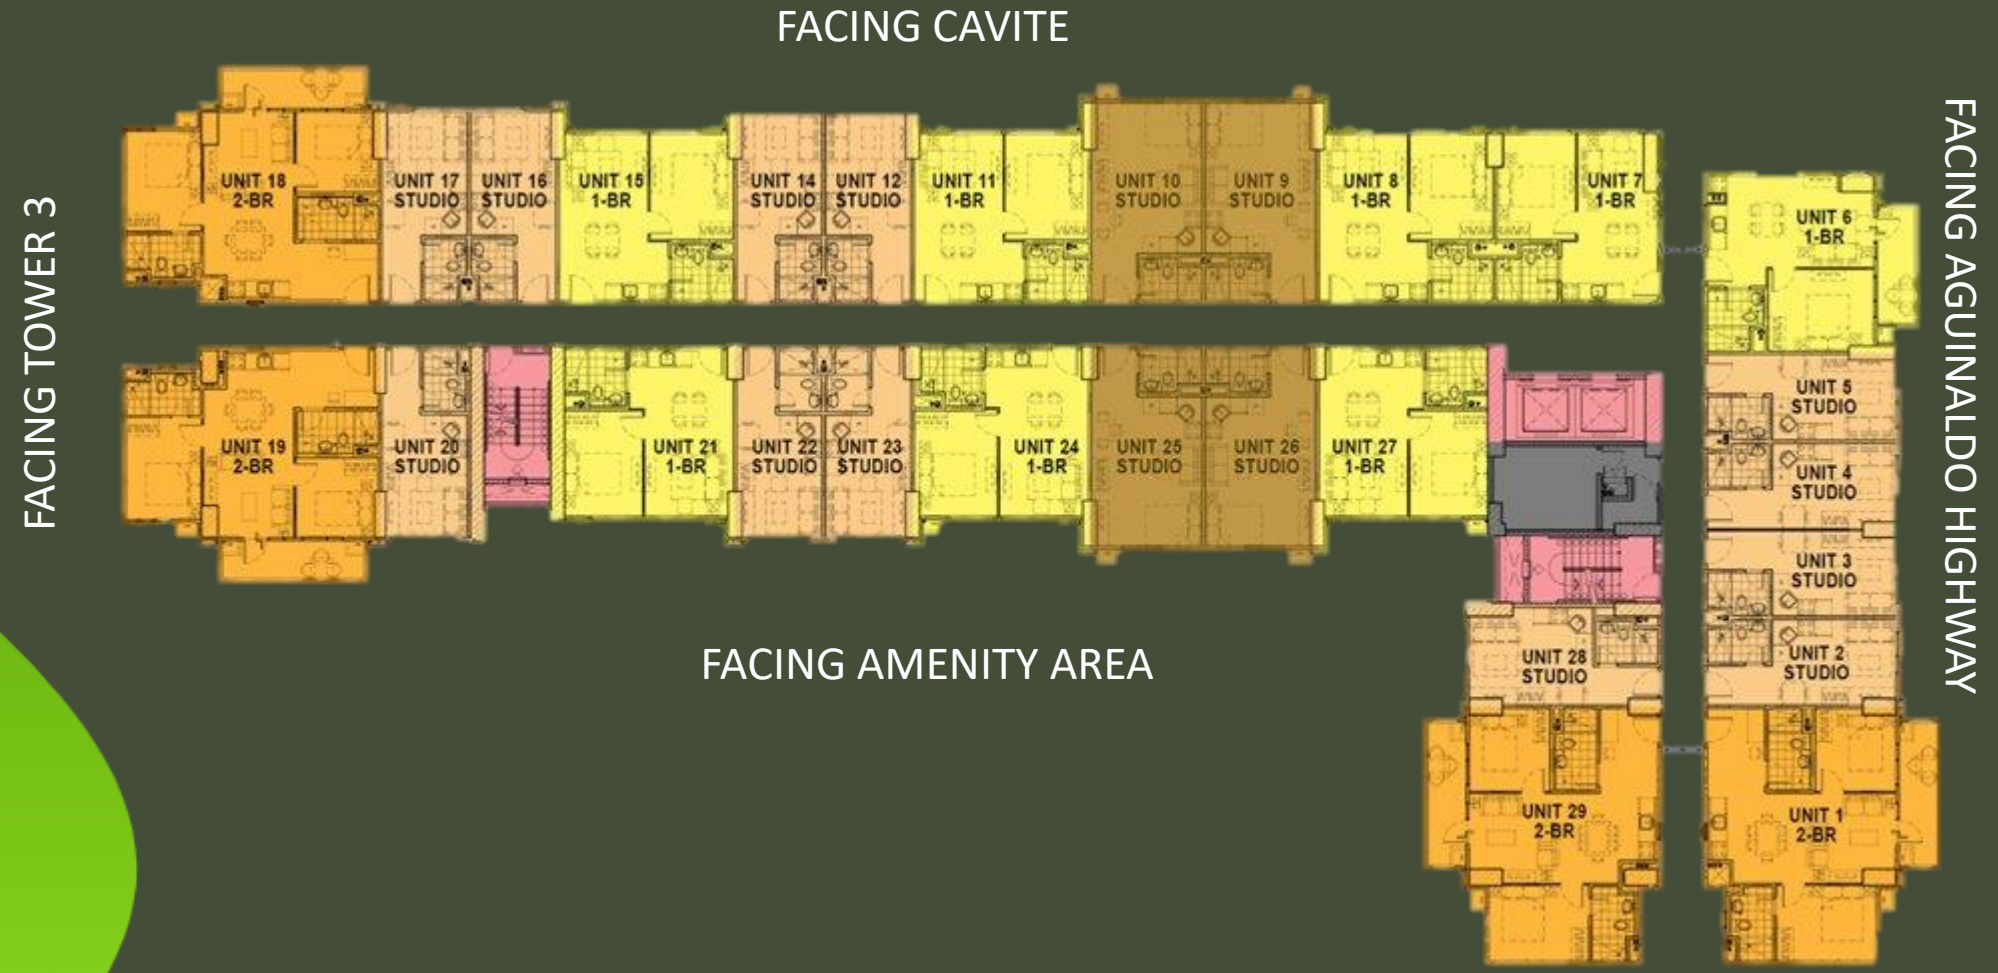 FACING CAVITE
FACING TOWER 3
FACING AGUINALDO HIGHWAY
UNIT 18
2-BR
UNIT 17
STUDIO
UNIT 16
STUDIO
UNIT 15
1-BR
UNIT 14
STUDIO
UNIT 12
STUDIO
UNIT 11
1-BR
UNIT 10
STUDIO
UNIT 9
STUDIO
UNIT 8
1-BR
UNIT 7
1-BR
UNIT 6
1-BR
UNIT 5
STUDIO
UNIT 4
STUDIO
UNIT 3
STUDIO
UNIT 2
STUDIO
UNIT 1
2-BR
UNIT 19
2-BR
UNIT 20
STUDIO
UNIT 21
1-BR
UNIT 22
STUDIO
UNIT 23
STUDIO
UNIT 24
1-BR
UNIT 25
STUDIO
UNIT 26
STUDIO
UNIT 27
1-BR
UNIT 28
STUDIO
UNIT 29
2-BR
FACING AMENITY AREA